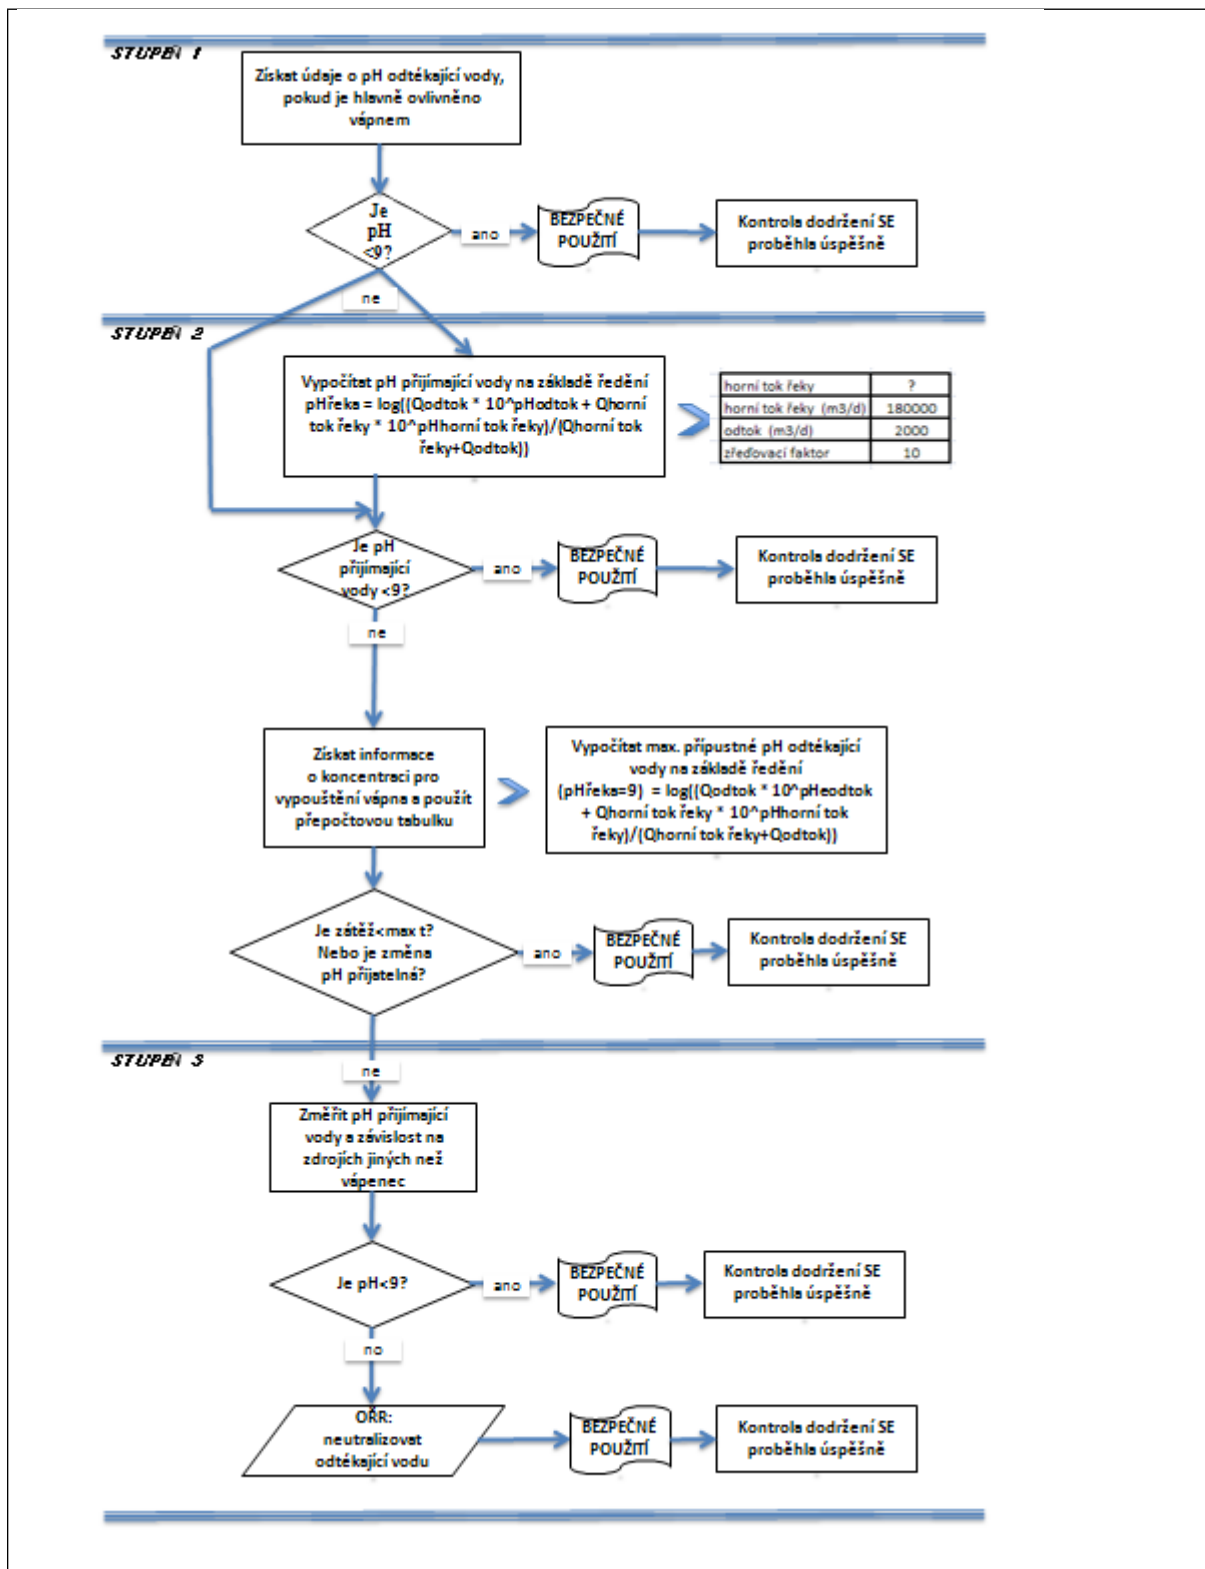 STUPEŇ 1
Získat údaje o pH odtékající vody,
pokud je hlavně ovlivněno
vápnem
Je
pH
<9?
ano
BEZPEČNÉ
POUŽITÍ
Kontrola dodržení SE
proběhla úspěšně
ne
STUPEŇ 2
Vypočítat pH přijímající vody na základě ředění
pHřeka = log((Qodtok * 10^pHodtok + Qhorní
tok řeky * 10^pHhorní tok řeky)/(Qhorní tok
řeky+Qodtok))
horní tok řeky ?
horní tok řeky (m3/d) 180000
odtok (m3/d) 2000
zřeďovací faktor 10
Je pH
přijímající
vody <9?
ano
BEZPEČNÉ
POUŽITÍ
Kontrola dodržení SE
proběhla úspěšně
ne
Získat informace
o koncentraci pro
vypouštění vápna a použít
přepočtovou tabulku
Vypočítat max. přípustné pH odtékající
vody na základě ředění
(pHřeka=9) = log((Qodtok * 10^pHeodtok
+ Qhorní tok řeky * 10^pHhorní tok
řeky)/(Qhorní tok řeky+Qodtok))
Je zátěž<max t?
Nebo je změna
pH přijatelná?
ano
BEZPEČNÉ
POUŽITÍ
Kontrola dodržení SE
proběhla úspěšně
STUPEŇ 3
ne
Změřit pH přijímající
vody a závislost na
zdrojích jiných než
vápenec
Je pH<9?
ano
BEZPEČNÉ
POUŽITÍ
Kontrola dodržení SE
proběhla úspěšně
no
OŘR:
neutralizovat
odtékající vodu
BEZPEČNÉ
POUŽITÍ
Kontrola dodržení SE
proběhla úspěšně